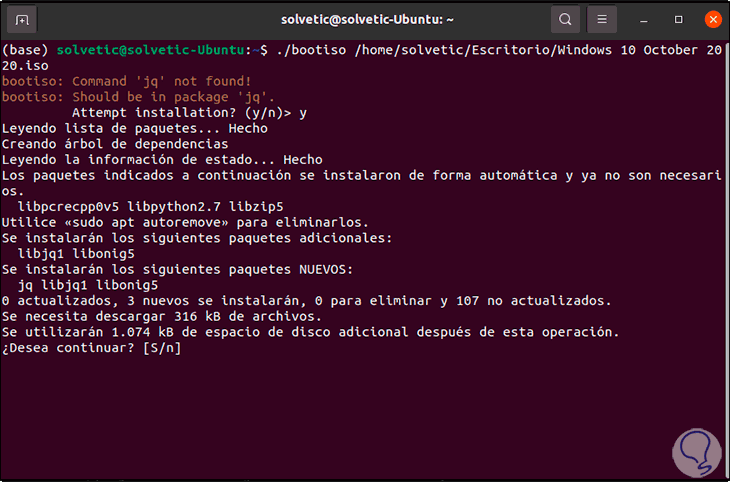 solvetic@solvetic-Ubuntu: ~
(base) solvetic@solvetic-Ubuntu:~$ ./bootiso /home/solvetic/Escritorio/Windows 10 October 20
20.iso
bootiso: Command 'jq' not found!
bootiso: Should be in package 'jq'.
Attempt installation? (y/n)> y
Leyendo lista de paquetes... Hecho
Creando árbol de dependencias
Leyendo la información de estado... Hecho
Los paquetes indicados a continuación se instalaron de forma automática y ya no son necesari
os.
libpcrecpp0v5 libpython2.7 libzip5
Utilice «sudo apt autoremove» para eliminarlos.
Se instalarán los siguientes paquetes adicionales:
libjq1 libonig5
Se instalarán los siguientes paquetes NUEVOS:
jq libjq1 libonig5
0 actualizados, 3 nuevos se instalarán, 0 para eliminar y 107 no actualizados.
Se necesita descargar 316 kB de archivos.
Se utilizarán 1.074 kB de espacio de disco adicional después de esta operación.
¿Desea continuar? [S/n]